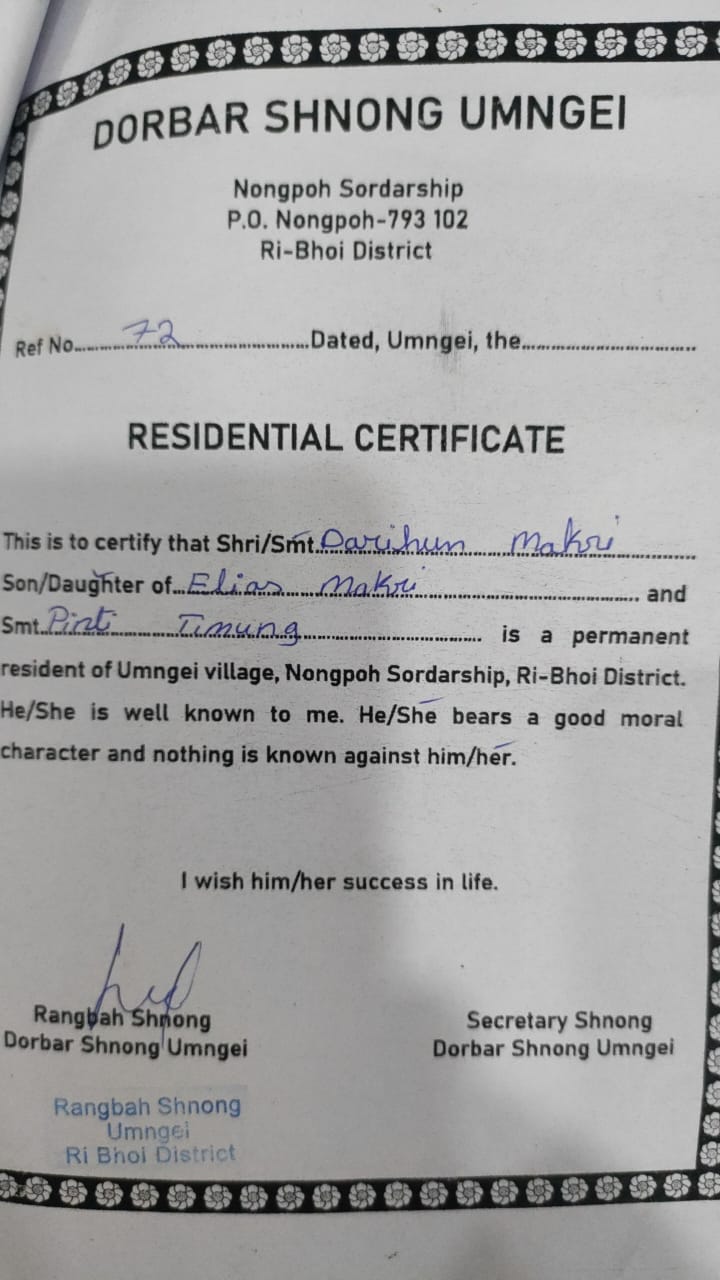 DORBAR SHNONG UMNGEI
Nongpoh Sordarship
P.O. Nongpoh-793 102
Ri-Bhoi District
Ref No. 72 Dated, Umngei, the
RESIDENTIAL CERTIFICATE
This is to certify that Shri/Smt. Darihun Makri
Son/Daughter of Elias Makri and
Smt. Pinti Timung is a permanent
resident of Umngei village, Nongpoh Sordarship, Ri-Bhoi District.
He/She is well known to me. He/She bears a good moral
character and nothing is known against him/her.
I wish him/her success in life.
Rangbah Shnong
Dorbar Shnong Umngei
Secretary Shnong
Dorbar Shnong Umngei
Rangbah Shnong
Umngei
Ri Bhoi District